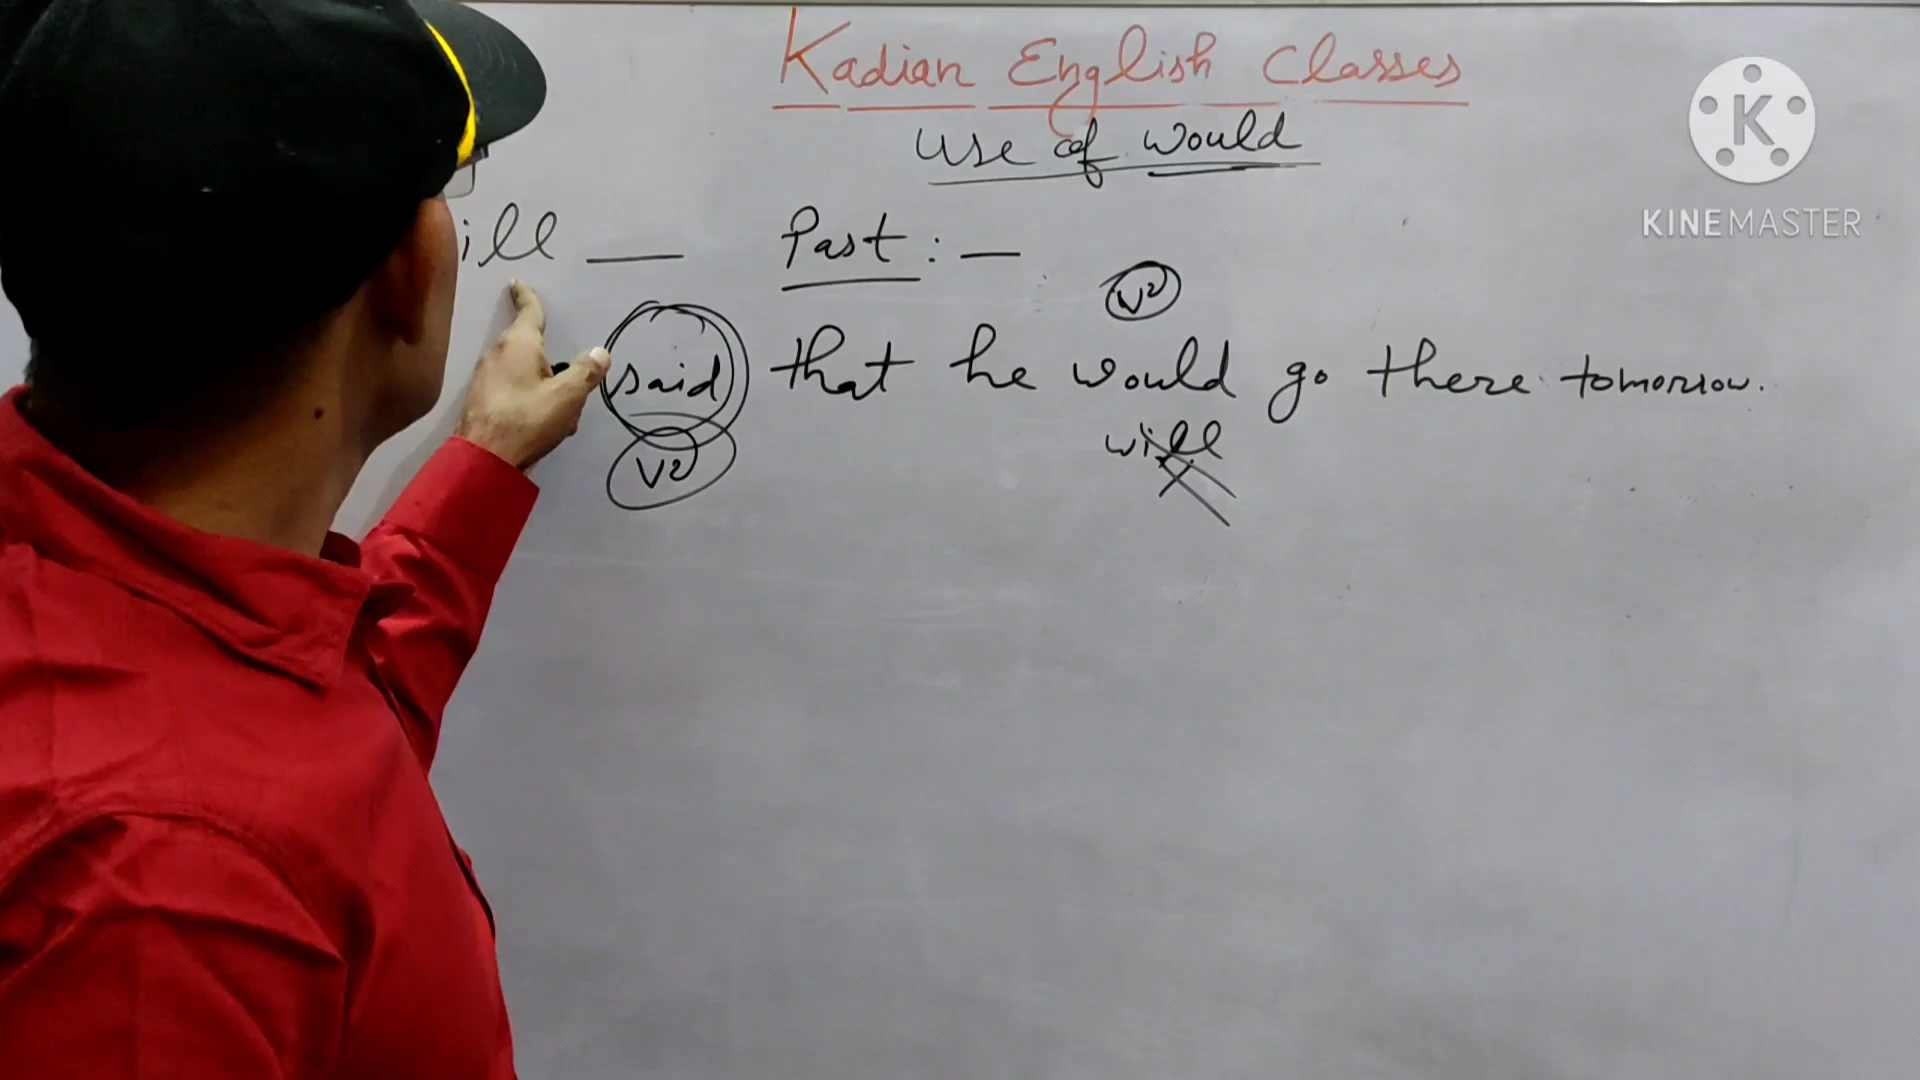 Kadian English Classes
use of would
ill — Past : —
V2
said that he would go there tomorrow.
V2 will
K
KINEMASTER